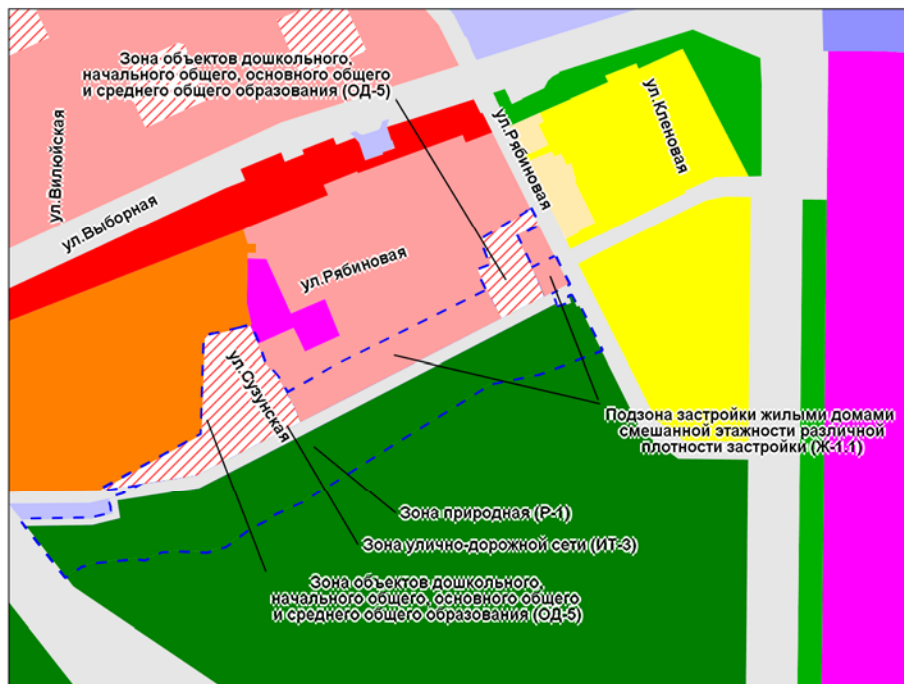 Зона объектов дошкольного,
начального общего, основного общего
и среднего общего образования (ОД-5)
ул.Вилюйская
ул.Выборная
ул.Рябиновая
ул.Кленовая
ул.Рябиновая
ул.Сузунская
Подзона застройки жилыми домами
смешанной этажности различной
плотности застройки (Ж-1.1)
Зона природная (Р-1)
Зона улично-дорожной сети (ИТ-3)
Зона объектов дошкольного,
начального общего, основного общего
и среднего общего образования (ОД-5)